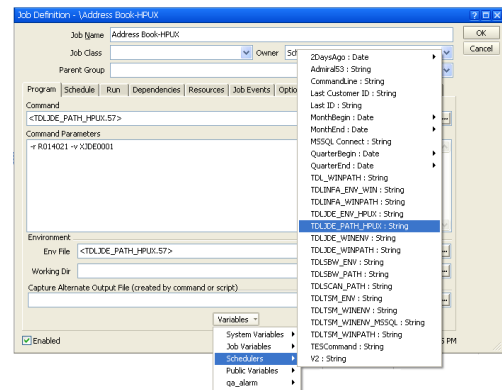 Job Definition - \Address Book-HPUX
Job Name Address Book-HPUX
OK
Job Class
Owner
Cancel
Parent Group
Program Schedule Run Dependencies Resources Job Events
Command
<TDLJDE_PATH_HPUX.57>
Command Parameters
-r R014021 -v XJDE0001
Environment
Env File <TDLJDE_PATH_HPUX.57>
Working Dir
Capture Alternate Output File (created by command or script)
Variables
Enabled
PM
System Variables
Job Variables
Schedulers
Public Variables
qa_alarm
2DaysAgo : Date
Admiral53 : String
CommandLine : String
Last Customer ID : String
Last ID : String
MonthBegin : Date
MonthEnd : Date
MSSQL Connect : String
QuarterBegin : Date
QuarterEnd : Date
TDL_WINPATH : String
TDLINFA_ENV_WIN : String
TDLINFA_WINPATH : String
TDLJDE_ENV_HPUX : String
TDLJDE_PATH_HPUX : String
TDLJDE_WINENV : String
TDLJDE_WINPATH : String
TDLSBW_ENV : String
TDLSBW_PATH : String
TDLSCAN_PATH : String
TDLTSM_ENV : String
TDLTSM_WINENV : String
TDLTSM_WINENV_MSSQL : String
TDLTSM_WINPATH : String
TESCommand : String
V2 : String